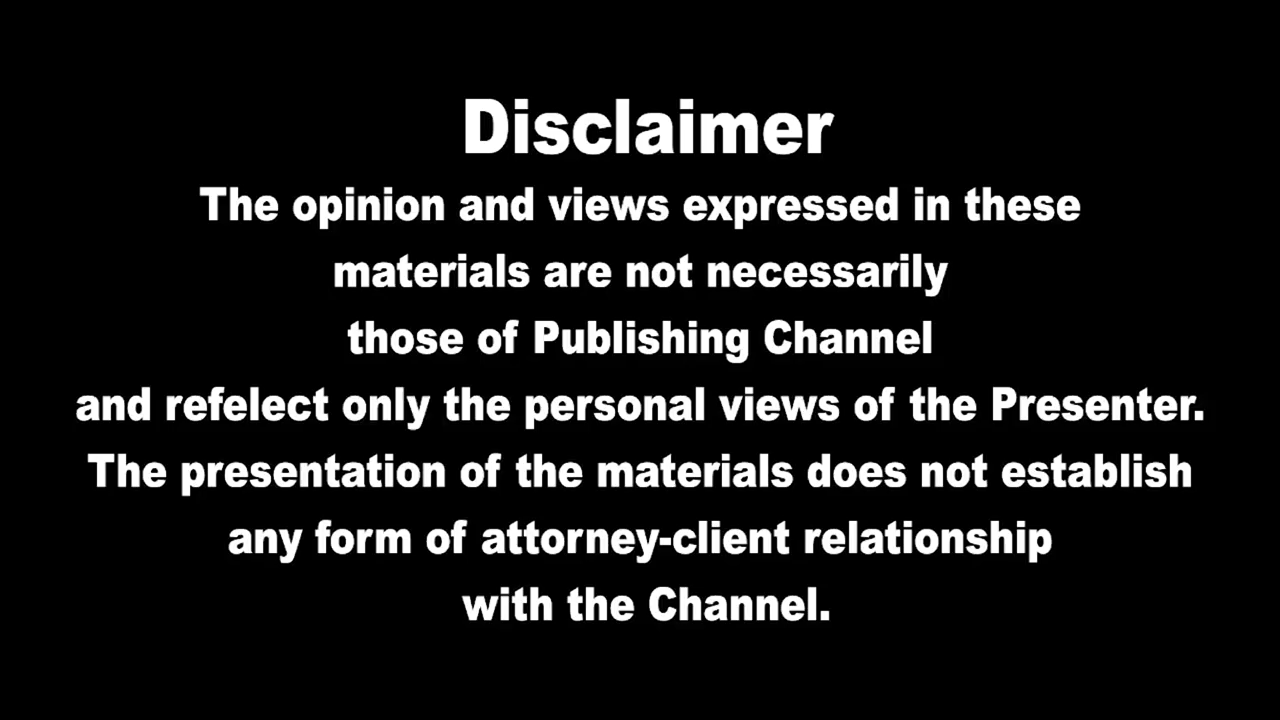 Disclaimer
The opinion and views expressed in these
materials are not necessarily
those of Publishing Channel
and refelect only the personal views of the Presenter.
The presentation of the materials does not establish
any form of attorney-client relationship
with the Channel.